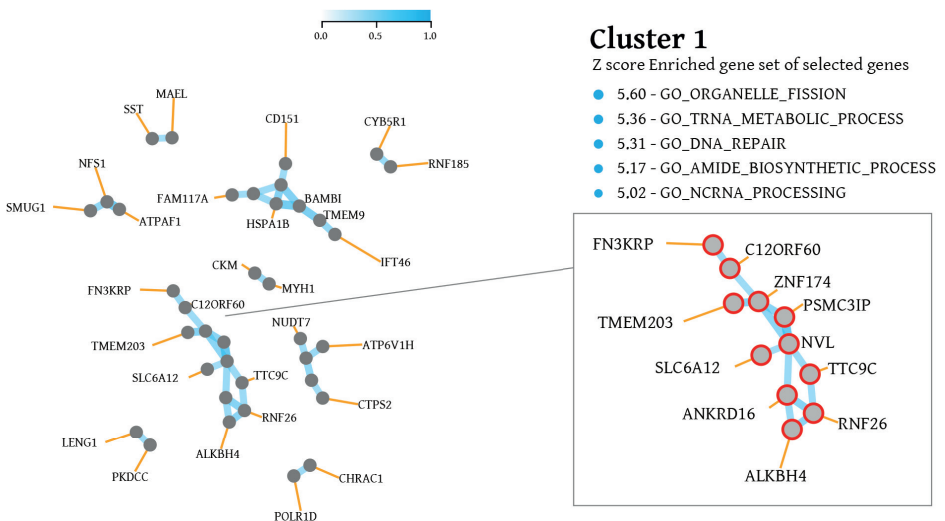 0.0 0.5 1.0
Cluster 1
Z score Enriched gene set of selected genes
5.60 - GO_ORGANELLE_FISSION
5.36 - GO_TRNA_METABOLIC_PROCESS
5.31 - GO_DNA_REPAIR
5.17 - GO_AMIDE_BIOSYNTHETIC_PROCESS
5.02 - GO_NCRNA_PROCESSING
MAEL
SST
CD151
CYB5R1
NFS1
RNF185
FAM117A
BAMBI
SMUG1
ATPAF1
HSPA1B
TMEM9
IFT46
CKM
MYH1
FN3KRP
C12ORF60
NUDT7
TMEM203
ATP6V1H
SLC6A12
TTC9C
CTPS2
RNF26
LENG1
ALKBH4
PKDCC
CHRAC1
POLR1D
FN3KRP
C12ORF60
ZNF174
PSMC3IP
TMEM203
NVL
SLC6A12
TTC9C
ANKRD16
RNF26
ALKBH4